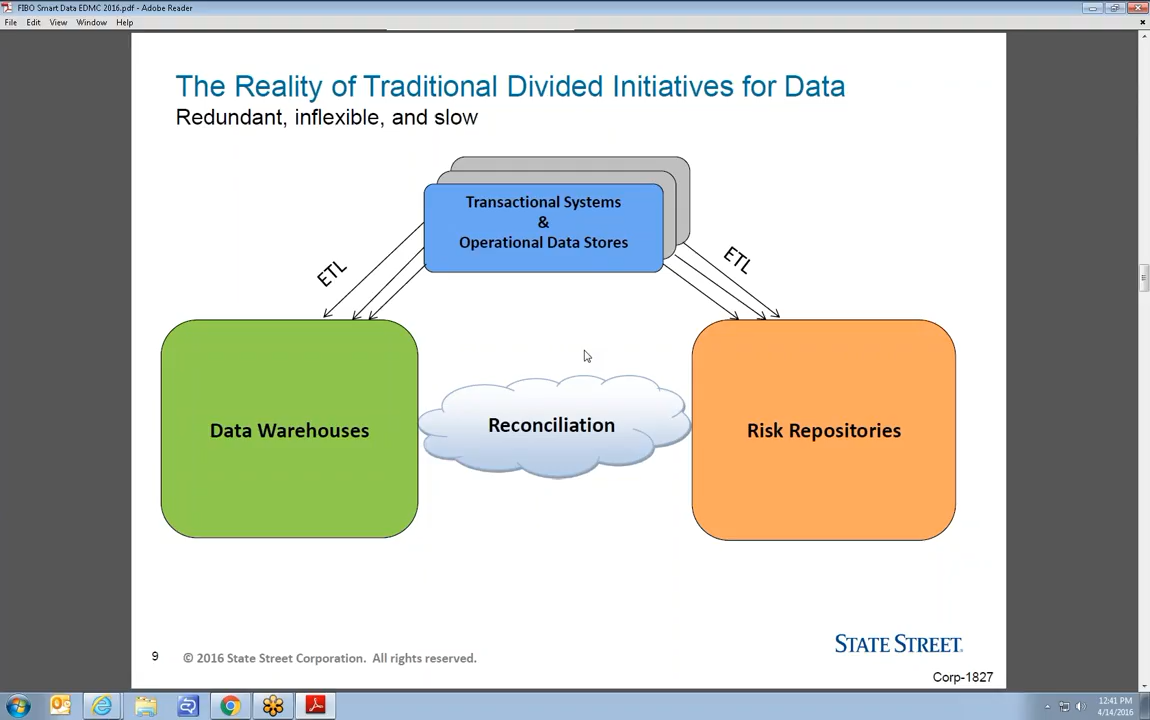 FIBO Smart Data EDMC 2016.pdf - Adobe Reader
File Edit View Window Help
The Reality of Traditional Divided Initiatives for Data
Redundant, inflexible, and slow
Transactional Systems
&
Operational Data Stores
ETL
ETL
Data Warehouses
Reconciliation
Risk Repositories
STATE STREET.
9 © 2016 State Street Corporation. All rights reserved.
Corp-1827
12:41 PM
4/14/2016